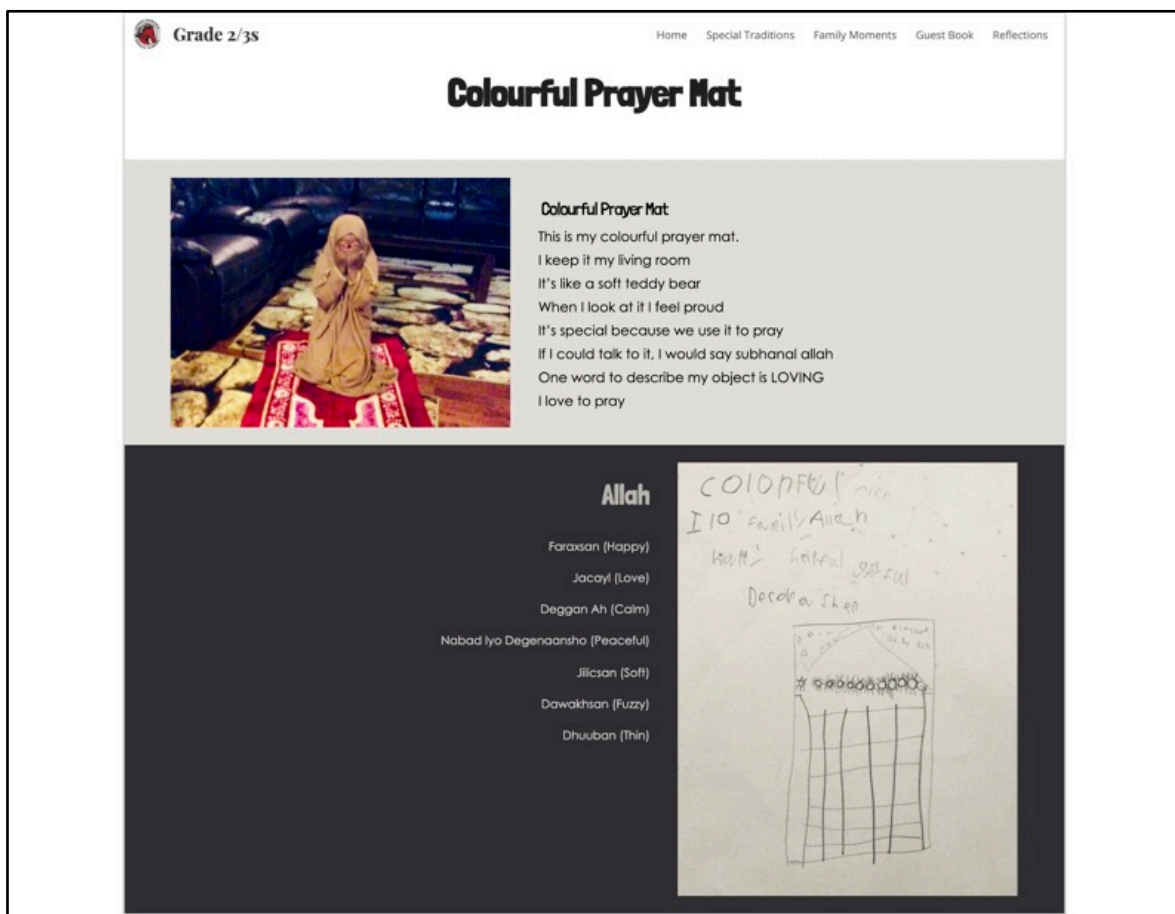 Grade 2/3s
Home Special Traditions Family Moments Guest Book Reflections
Colourful Prayer Mat
Colourful Prayer Mat
This is my colourful prayer mat.
I keep it my living room
It's like a soft teddy bear
When I look at it I feel proud
It's special because we use it to pray
If I could talk to it, I would say subhanal allah
One word to describe my object is LOVING
I love to pray
Allah
Faraxsan (Happy)
Jacayl (Love)
Deggan Ah (Calm)
Nabad Iyo Degenaansho (Peaceful)
Jilicsan (Soft)
Dawakhsan (Fuzzy)
Dhuuban (Thin)
nice
family Allah